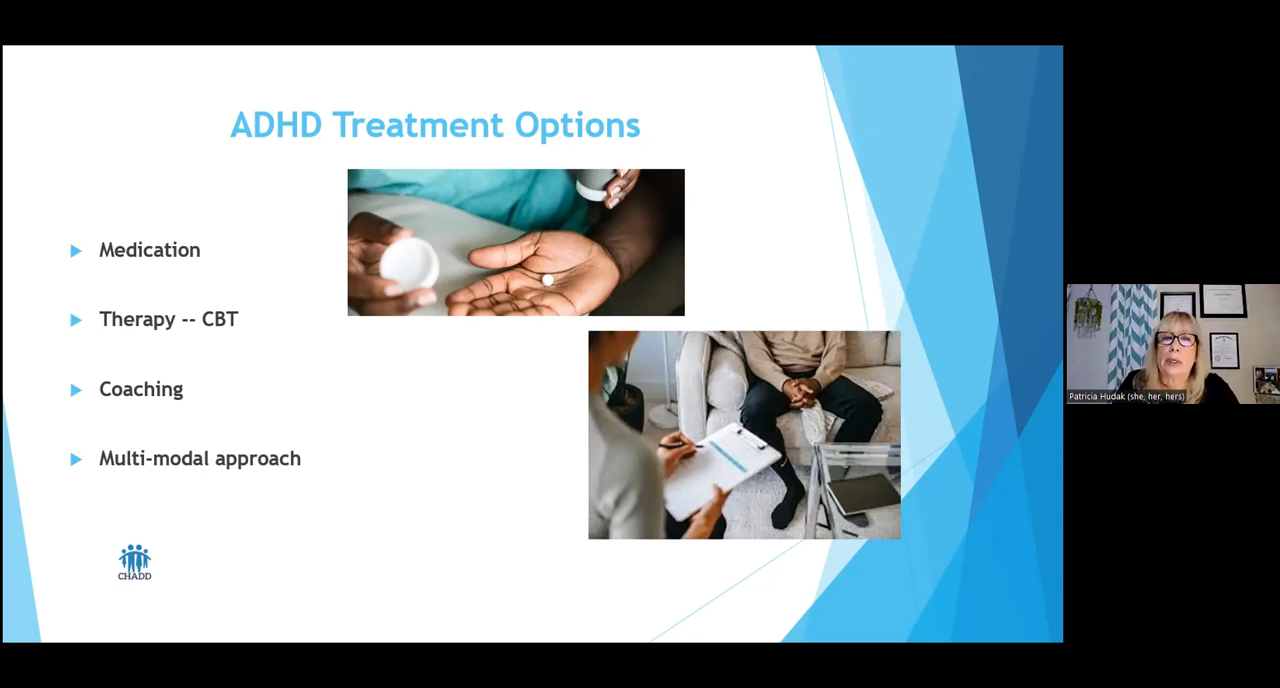 ADHD Treatment Options
Medication
Therapy -- CBT
Coaching
Multi-modal approach
CHADD
Patricia Hudak (she, her, hers)